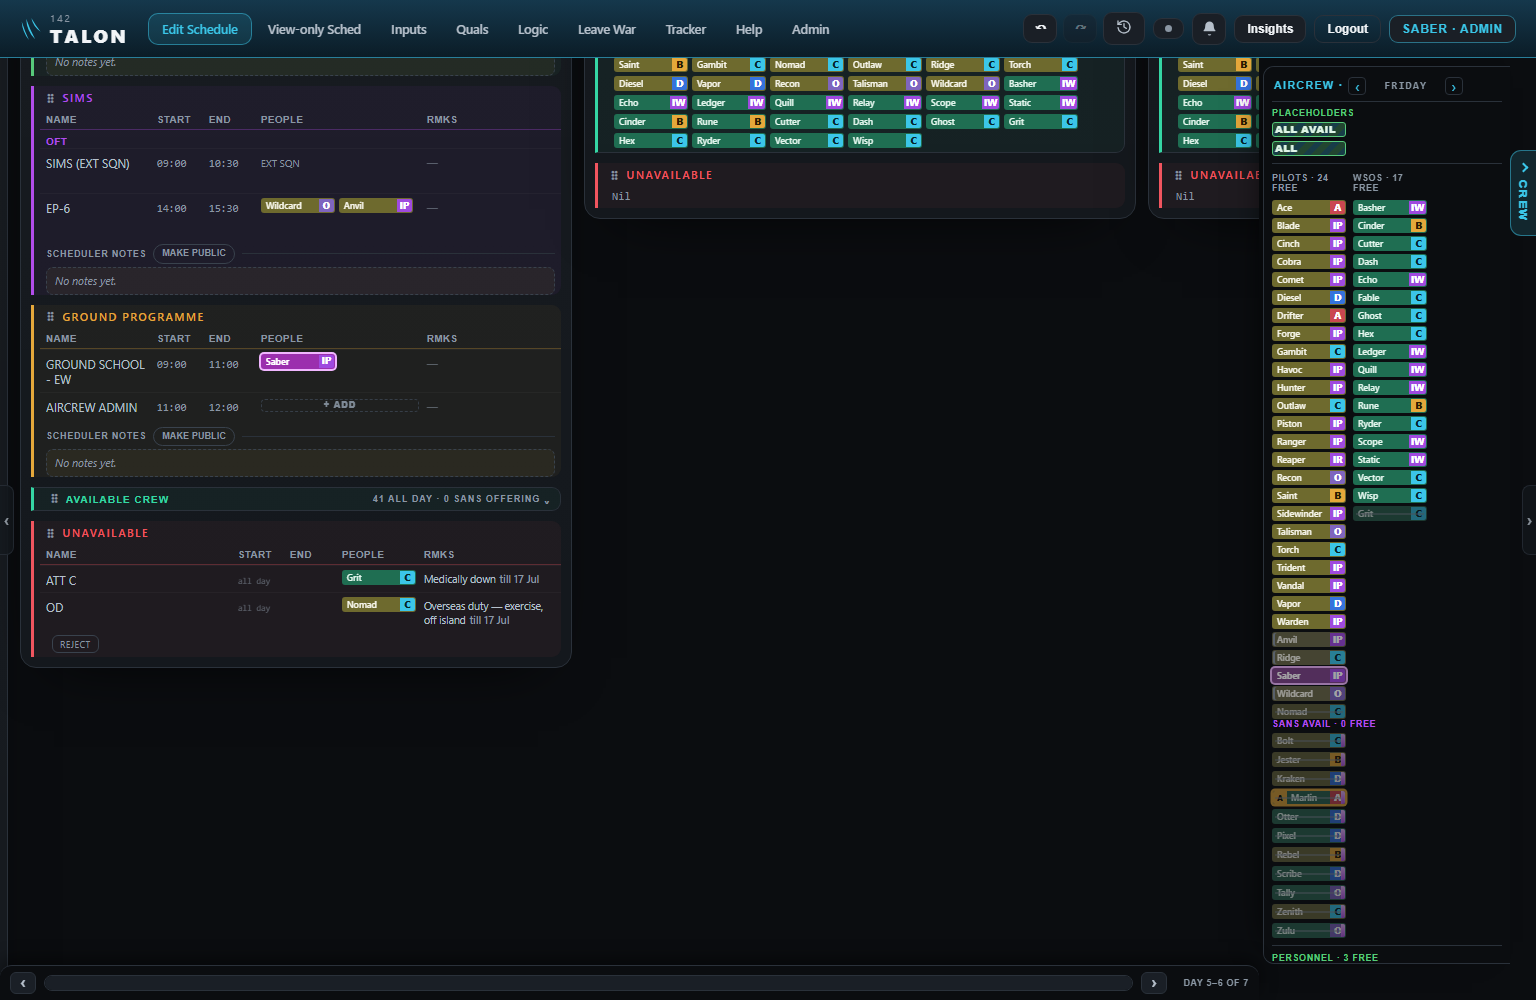 142
TALON
Edit Schedule
View-only Sched
Inputs
Quals
Logic
Leave War
Tracker
Help
Admin
Insights
Logout
SABER · ADMIN
No notes yet.
SIMS
NAME START END PEOPLE RMKS
OFT
SIMS (EXT SQN) 09:00 10:30 EXT SQN —
EP-6 14:00 15:30 Wildcard O Anvil IP —
SCHEDULER NOTES MAKE PUBLIC
No notes yet.
GROUND PROGRAMME
NAME START END PEOPLE RMKS
GROUND SCHOOL 09:00 11:00 Saber IP —
- EW
AIRCREW ADMIN 11:00 12:00 + ADD —
SCHEDULER NOTES MAKE PUBLIC
No notes yet.
AVAILABLE CREW 41 ALL DAY · 0 SANS OFFERING
UNAVAILABLE
NAME START END PEOPLE RMKS
ATT C all day Grit C Medically down till 17 Jul
OD all day Nomad C Overseas duty — exercise,
off island till 17 Jul
REJECT
Saint B Gambit C Nomad C Outlaw C Ridge C Torch C
Diesel D Vapor D Recon O Talisman O Wildcard O Basher IW
Echo IW Ledger IW Quill IW Relay IW Scope IW Static IW
Cinder B Rune B Cutter C Dash C Ghost C Grit C
Hex C Ryder C Vector C Wisp C
UNAVAILABLE
Nil
Saint B
Diesel D
Echo IW
Cinder B
Hex C
UNAVAILA
Nil
AIRCREW · ‹ FRIDAY ›
PLACEHOLDERS
ALL AVAIL
ALL
PILOTS · 24 FREE
WSOS · 17 FREE
Ace A Basher IW
Blade IP Cinder B
Cinch IP Cutter C
Cobra IP Dash C
Comet IP Echo IW
Diesel D Fable C
Drifter A Ghost C
Forge IP Hex C
Gambit C Ledger IW
Havoc IP Quill IW
Hunter IP Relay IW
Outlaw C Rune B
Piston IP Ryder C
Ranger IP Scope IW
Reaper IR Static IW
Recon O Vector C
Saint B Wisp C
Sidewinder IP Grit C
Talisman O
Torch C
Trident IP
Vandal IP
Vapor D
Warden IP
Anvil IP
Ridge C
Saber IP
Wildcard O
Nomad C
SANS AVAIL · 0 FREE
Bolt C
Jester B
Kraken D
A Marlin A
Otter D
Pixel D
Rebel B
Scribe D
Tally O
Zenith C
Zulu O
PERSONNEL · 3 FREE
CREW
DAY 5–6 OF 7